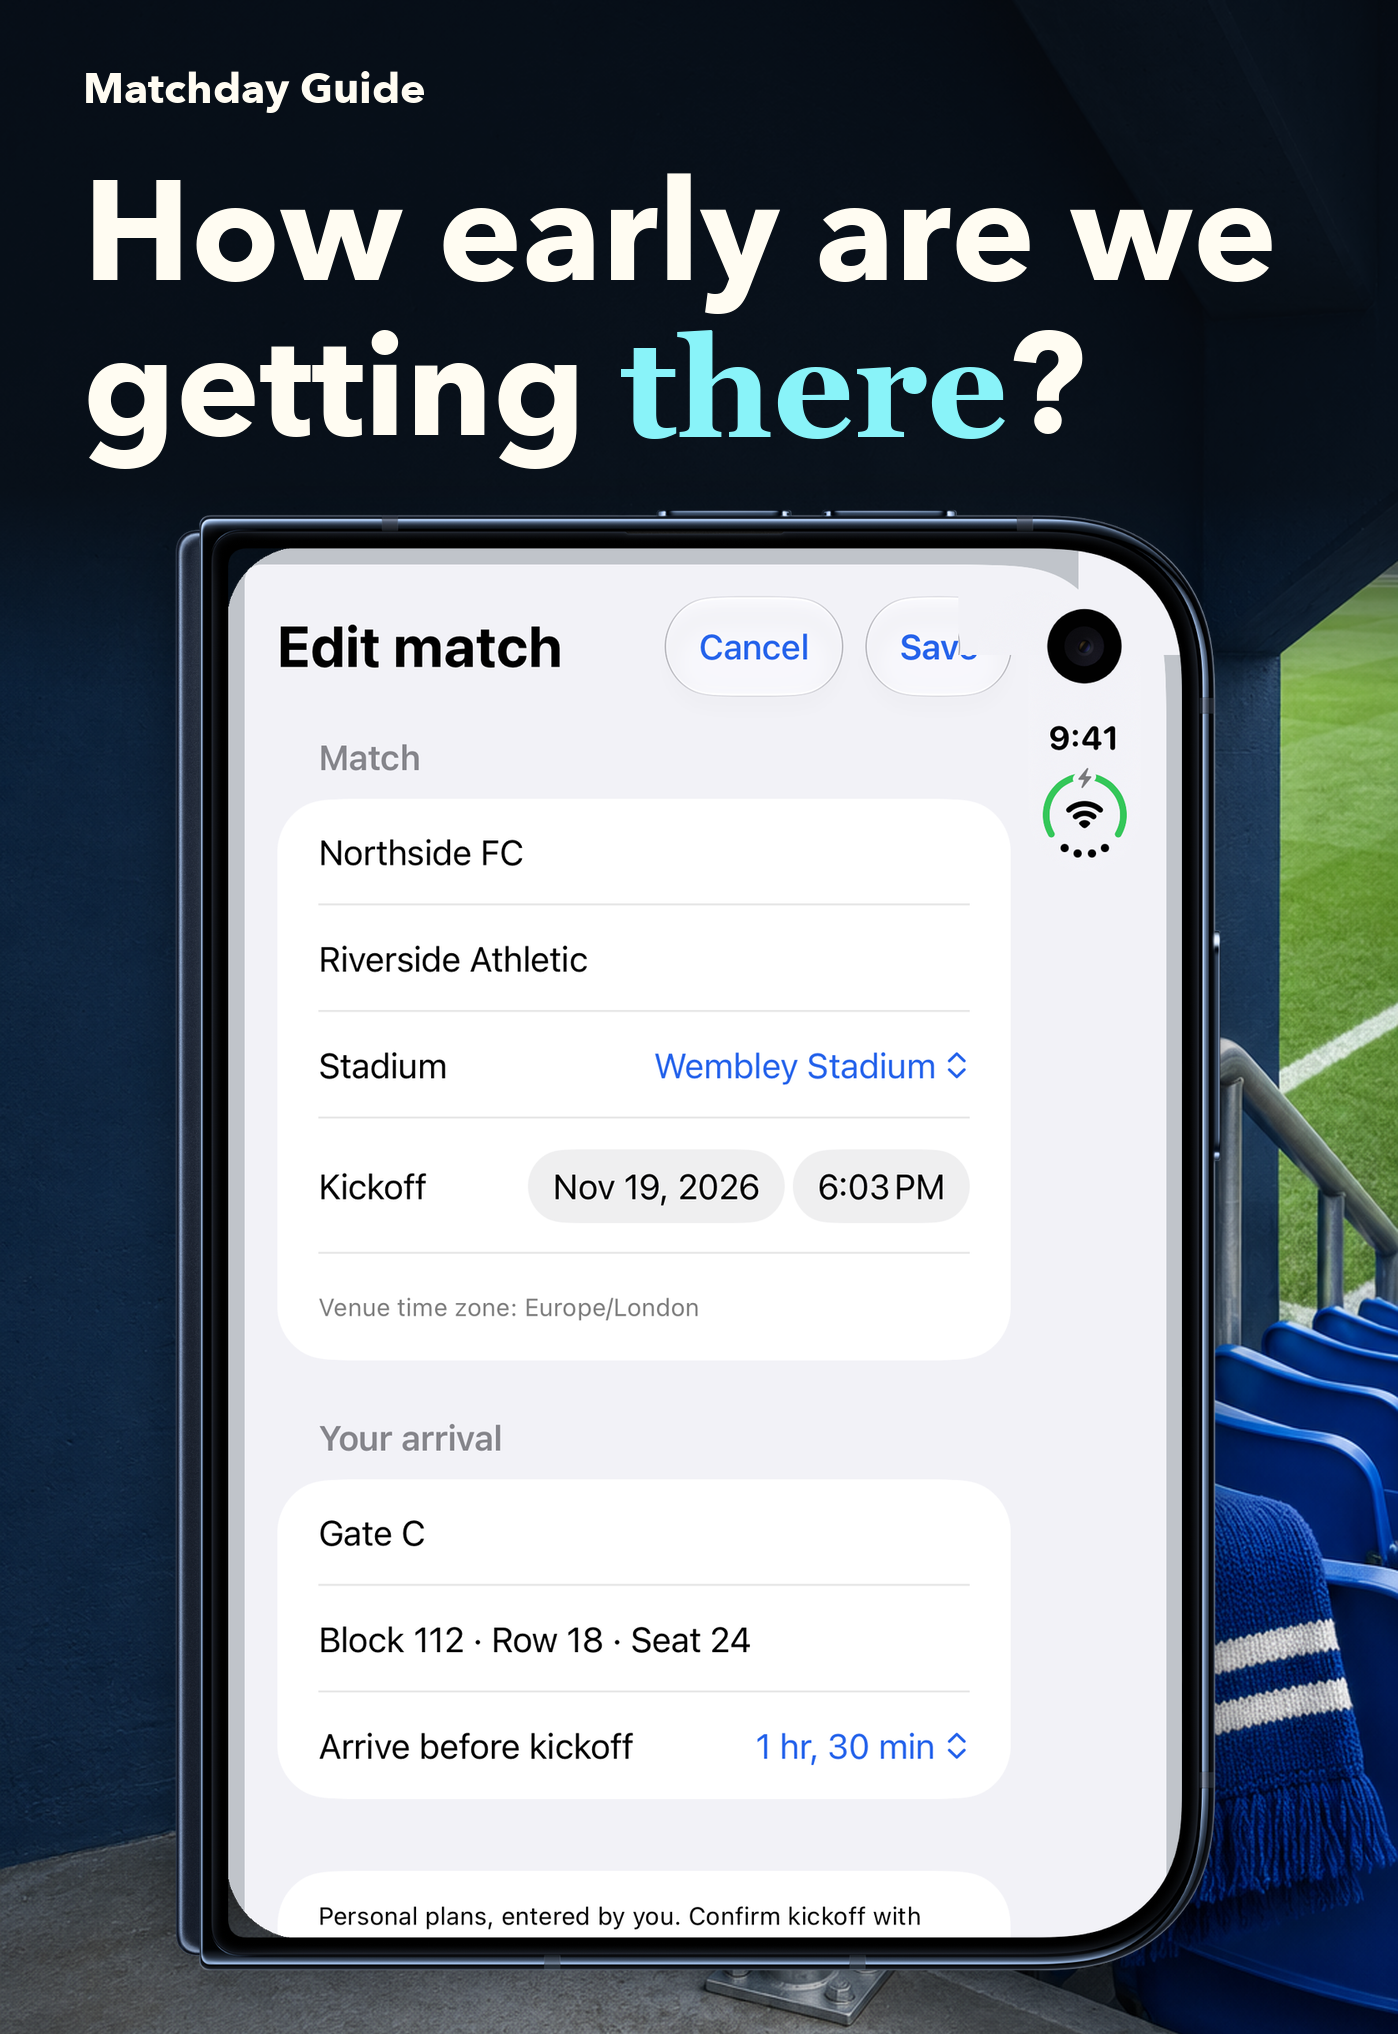 Matchday Guide
How early are we
getting there?
Edit match
Cancel
Save
9:41
Match
Northside FC
Riverside Athletic
Stadium
Wembley Stadium
Kickoff
Nov 19, 2026
6:03 PM
Venue time zone: Europe/London
Your arrival
Gate C
Block 112 · Row 18 · Seat 24
Arrive before kickoff
1 hr, 30 min
Personal plans, entered by you. Confirm kickoff with